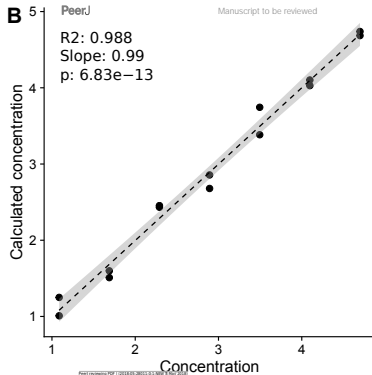 PeerJ
Manuscript to be reviewed
B
R2: 0.988
Slope: 0.99
p: 6.83e−13
Calculated concentration
5
4
3
2
1
1 2 3 4
Concentration